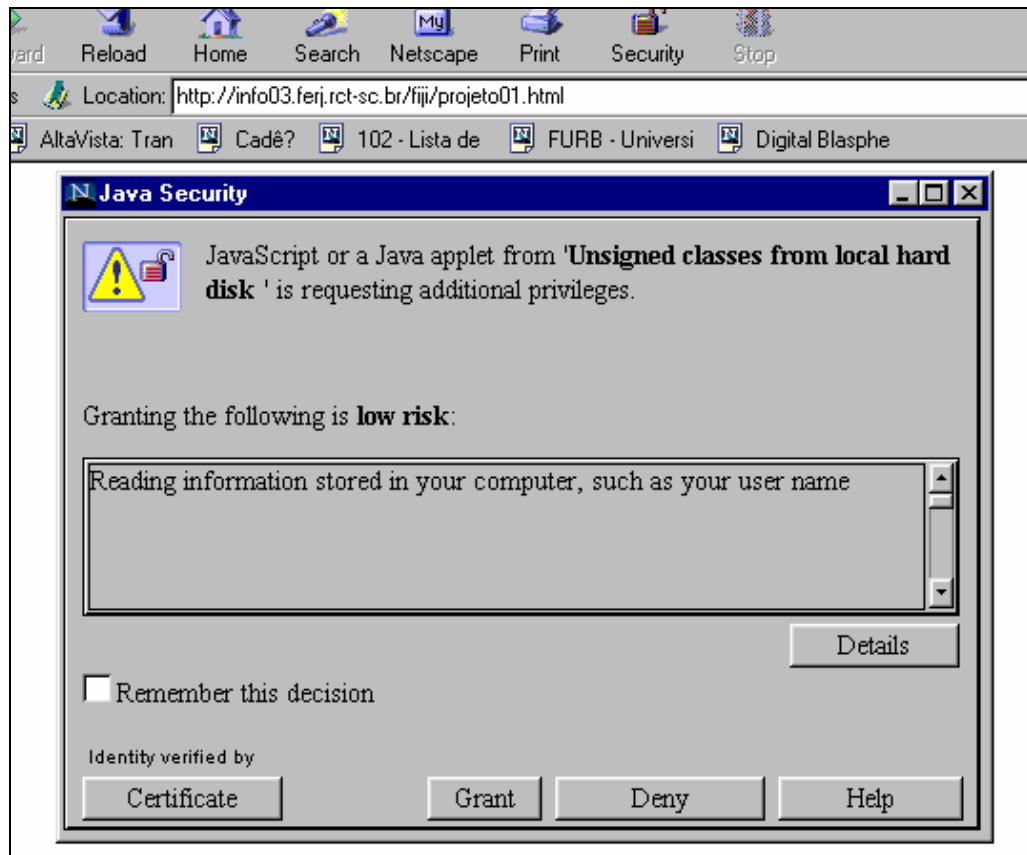 ward Reload Home Search Netscape Print Security Stop
s Location: http://info03.ferj.rct-sc.br/fiji/projeto01.html
AltaVista: Tran Cadê? 102 - Lista de FURB - Universi Digital Blasphe
Java Security
JavaScript or a Java applet from 'Unsigned classes from local hard
disk ' is requesting additional privileges.
Granting the following is low risk:
Reading information stored in your computer, such as your user name
Details
Remember this decision
Identity verified by
Certificate Grant Deny Help